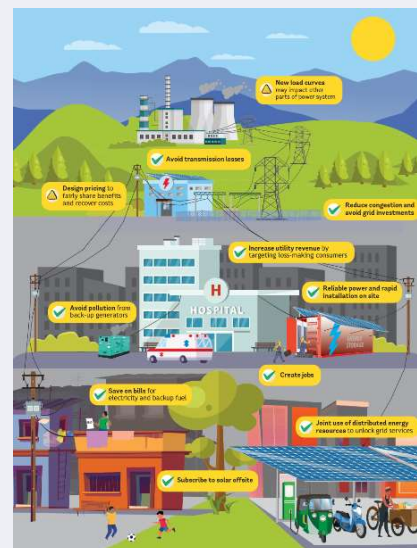 New load curves
may impact other
parts of power system
Avoid transmission losses
Design pricing to
fairly share benefits
and recover costs
Reduce congestion and
avoid grid investments
Increase utility revenue by
targeting loss-making consumers
H
HOSPITAL
Reliable power and rapid
installation on site
Avoid pollution from
back-up generators
Create jobs
Save on bills for
electricity and backup fuel
Joint use of distributed energy
resources to unlock grid services
Subscribe to solar offsite